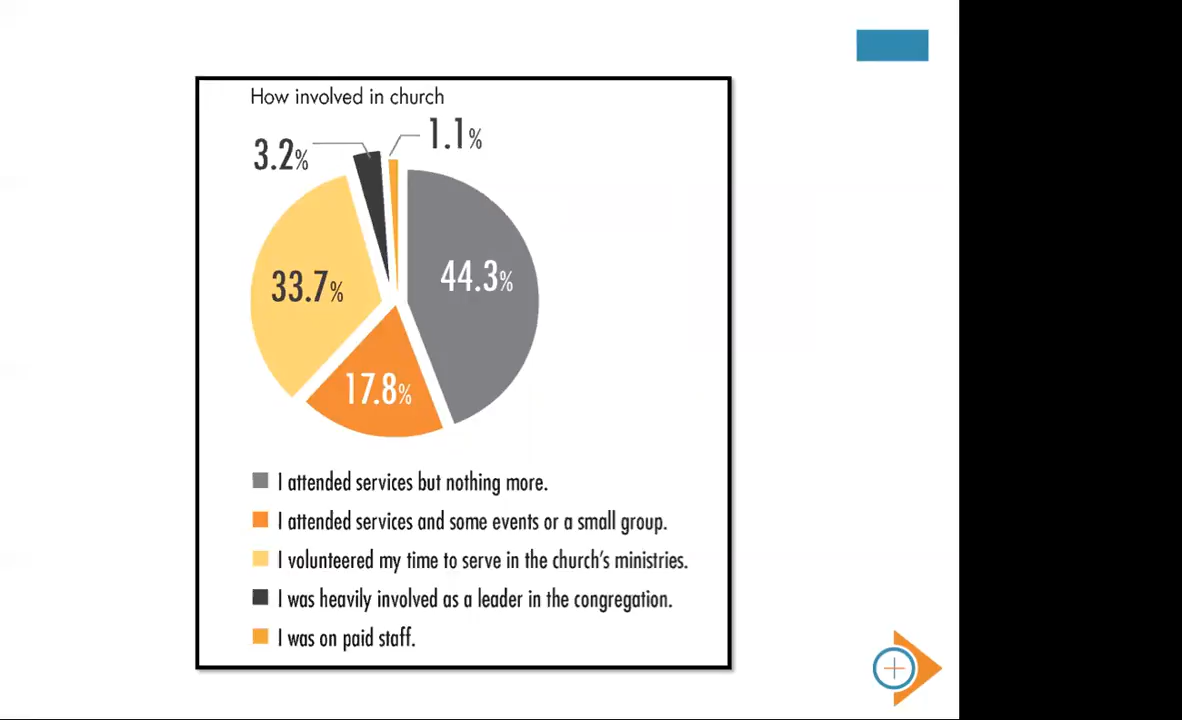 How involved in church
3.2%
1.1%
33.7%
44.3%
17.8%
I attended services but nothing more.
I attended services and some events or a small group.
I volunteered my time to serve in the church's ministries.
I was heavily involved as a leader in the congregation.
I was on paid staff.